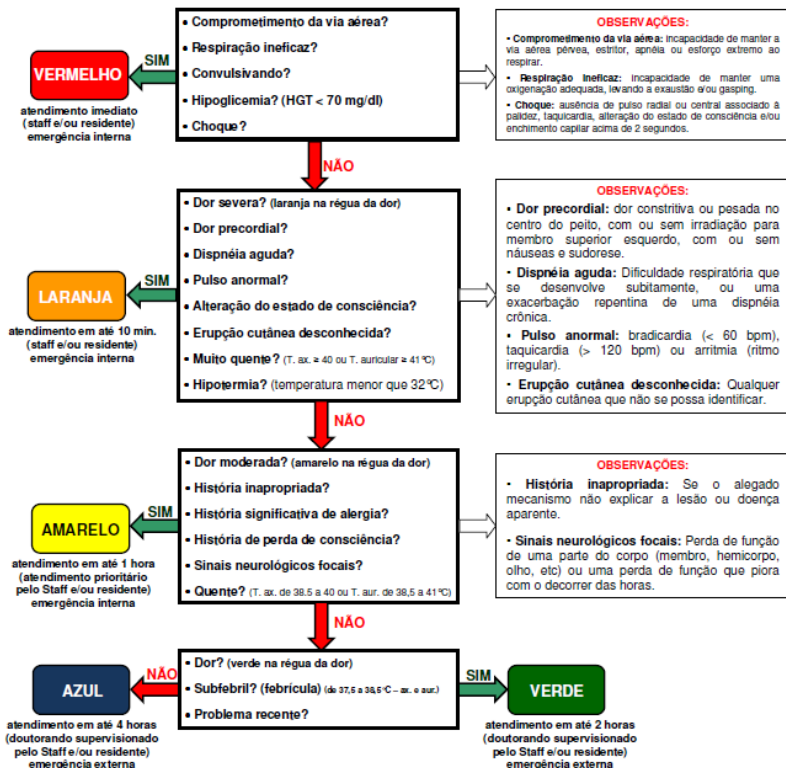 • Comprometimento da via aérea?
• Respiração ineficaz?
• Convulsivando?
• Hipoglicemia? (HGT < 70 mg/dl)
• Choque?
SIM
VERMELHO
atendimento imediato
(staff e/ou residente)
emergência interna
OBSERVAÇÕES:
• Comprometimento da via aérea: incapacidade de manter a
via aérea pérvea, estritor, apnéia ou esforço extremo ao
respirar.
• Respiração Ineficaz: incapacidade de manter uma
oxigenação adequada, levando a exaustão e/ou gasping.
• Choque: ausência de pulso radial ou central associado à
palidez, taquicardia, alteração do estado de consciência e/ou
enchimento capilar acima de 2 segundos.
NÃO
• Dor severa? (laranja na régua da dor)
• Dor precordial?
• Dispnéia aguda?
• Pulso anormal?
• Alteração do estado de consciência?
• Erupção cutânea desconhecida?
• Muito quente? (T. ax. ≥ 40 ou T. auricular ≥ 41°C)
• Hipotermia? (temperatura menor que 32°C)
SIM
LARANJA
atendimento em até 10 min.
(staff e/ou residente)
emergência interna
OBSERVAÇÕES:
• Dor precordial: dor constritiva ou pesada no
centro do peito, com ou sem irradiação para
membro superior esquerdo, com ou sem
náuseas e sudorese.
• Dispnéia aguda: Dificuldade respiratória que
se desenvolve subitamente, ou uma
exacerbação repentina de uma dispnéia
crônica.
• Pulso anormal: bradicardia (< 60 bpm),
taquicardia (> 120 bpm) ou arritmia (ritmo
irregular).
• Erupção cutânea desconhecida: Qualquer
erupção cutânea que não se possa identificar.
NÃO
• Dor moderada? (amarelo na régua da dor)
• História inapropriada?
• História significativa de alergia?
• História de perda de consciência?
• Sinais neurológicos focais?
• Quente? (T. ax. de 38.5 a 40 ou T. aur. de 38,5 a 41°C)
SIM
AMARELO
atendimento em até 1 hora
(atendimento prioritário
pelo Staff e/ou residente)
emergência interna
OBSERVAÇÕES:
• História inapropriada: Se o alegado
mecanismo não explicar a lesão ou doença
aparente.
• Sinais neurológicos focais: Perda de função
de uma parte do corpo (membro, hemicorpo,
olho, etc) ou uma perda de função que piora
com o decorrer das horas.
NÃO
• Dor? (verde na régua da dor)
• Subfebril? (febrícula) (de 37,5 a 38,5°C – ax. e aur.)
• Problema recente?
NÃO
AZUL
atendimento em até 4 horas
(doutorando supervisionado
pelo Staff e/ou residente)
emergência externa
SIM
VERDE
atendimento em até 2 horas
(doutorando supervisionado
pelo Staff e/ou residente)
emergência externa